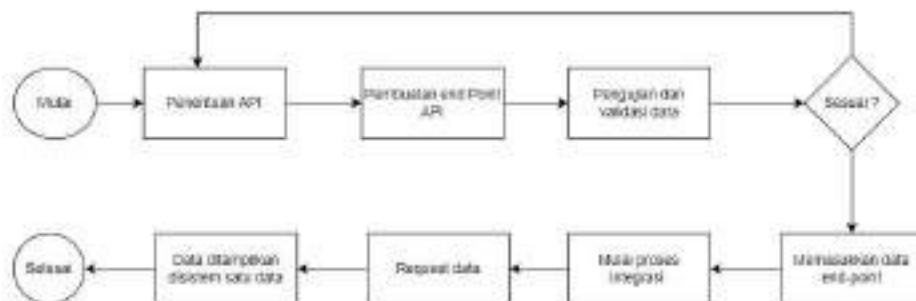 Mulai
Penentuan API
Pembuatan end Point
API
Pengujian dan
validasi data
Sesuai?
Memasukkan data
end-point
Mulai proses
integrasi
Request data
Data ditampilkan
disistem satu data
Selesai